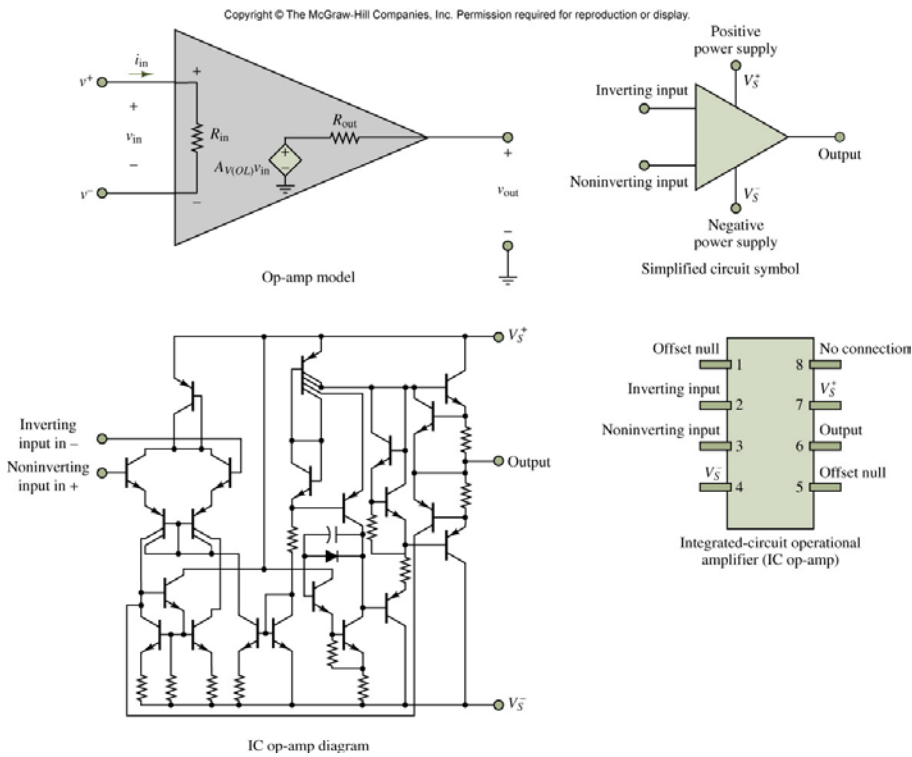 Copyright © The McGraw-Hill Companies, Inc. Permission required for reproduction or display.
v+
iin
+
+
vin
−
Rin
−
v−
AV(OL)vin
+
−
Rout
+
vout
−
Op-amp model
Positive
power supply
VS+
Inverting input
Noninverting input
Output
VS−
Negative
power supply
Simplified circuit symbol
VS+
Inverting
input in −
Noninverting
input in +
Output
VS−
IC op-amp diagram
Offset null 1 8 No connection
Inverting input 2 7 VS+
Noninverting input 3 6 Output
VS− 4 5 Offset null
Integrated-circuit operational
amplifier (IC op-amp)